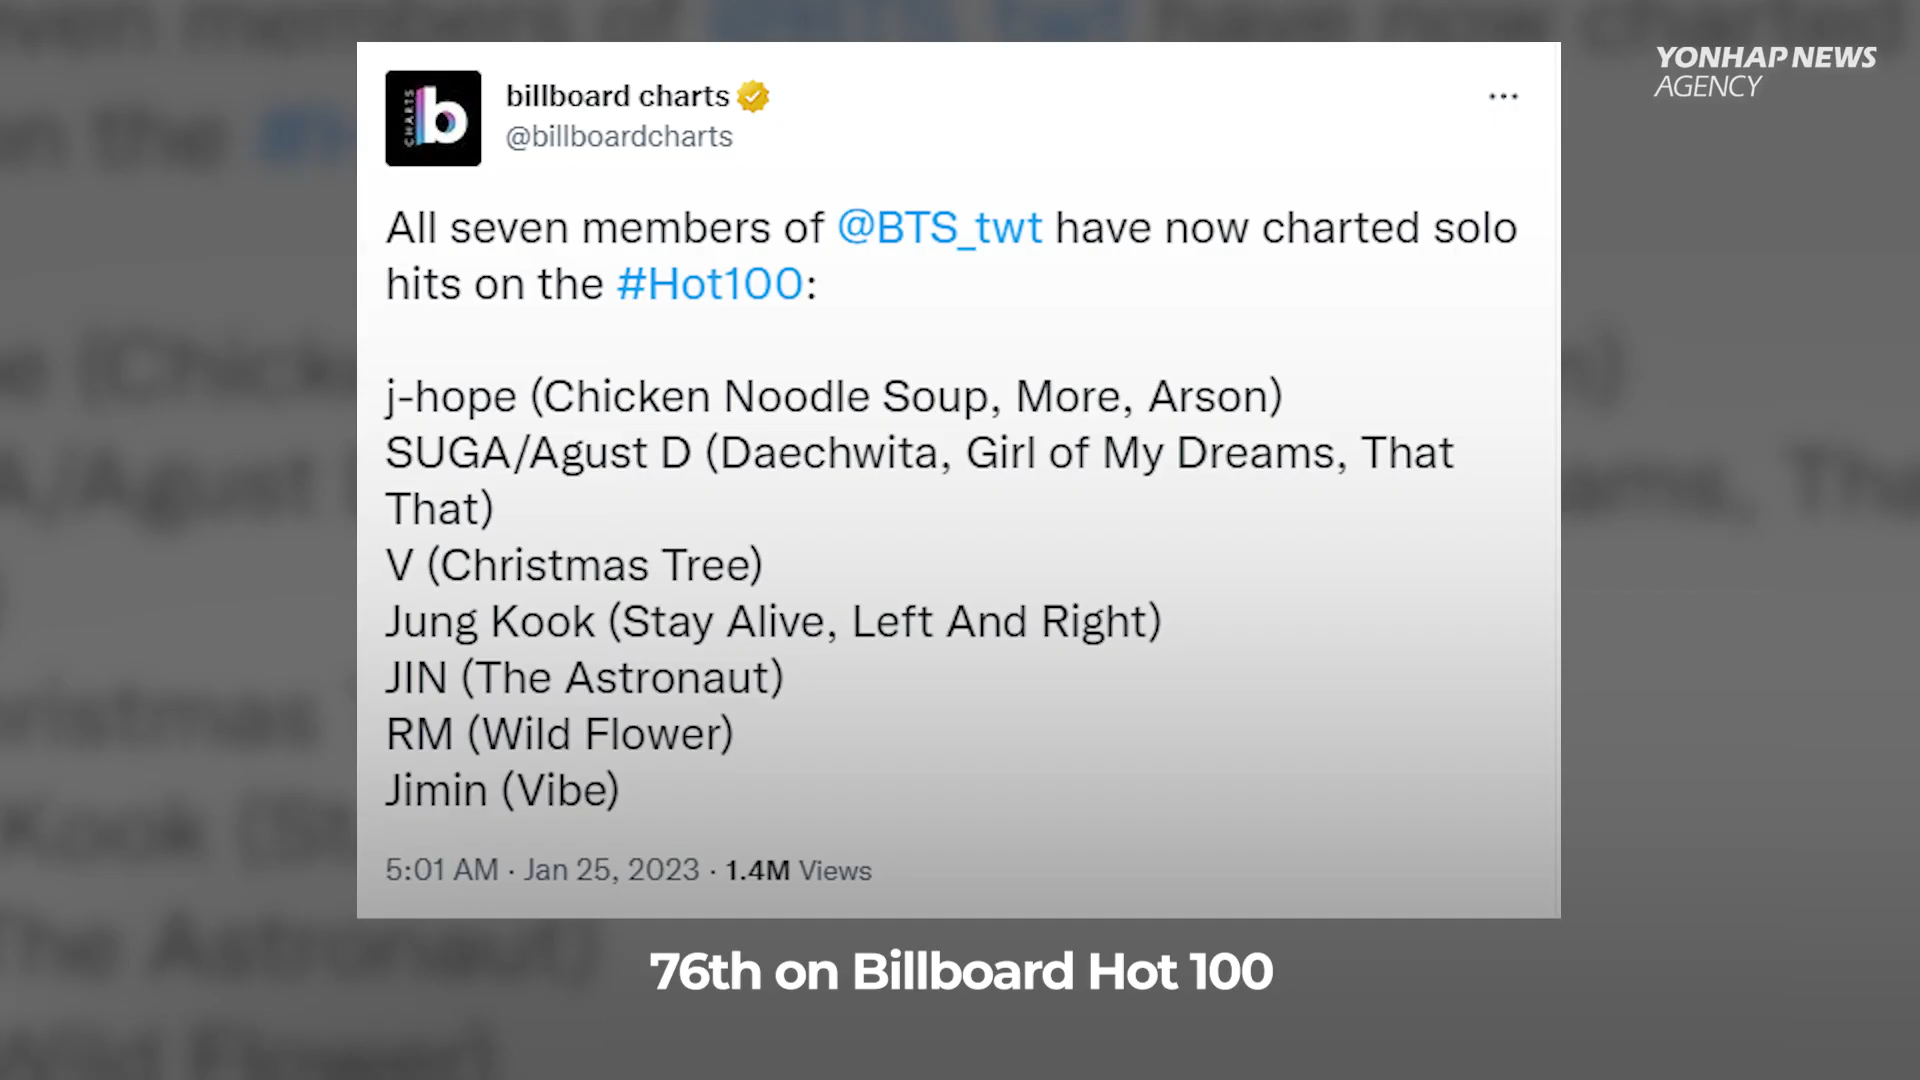 YONHAP NEWS
AGENCY
CHARTS b
billboard charts
@billboardcharts
...
All seven members of @BTS_twt have now charted solo
hits on the #Hot100:
j-hope (Chicken Noodle Soup, More, Arson)
SUGA/Agust D (Daechwita, Girl of My Dreams, That
That)
V (Christmas Tree)
Jung Kook (Stay Alive, Left And Right)
JIN (The Astronaut)
RM (Wild Flower)
Jimin (Vibe)
5:01 AM · Jan 25, 2023 · 1.4M Views
76th on Billboard Hot 100